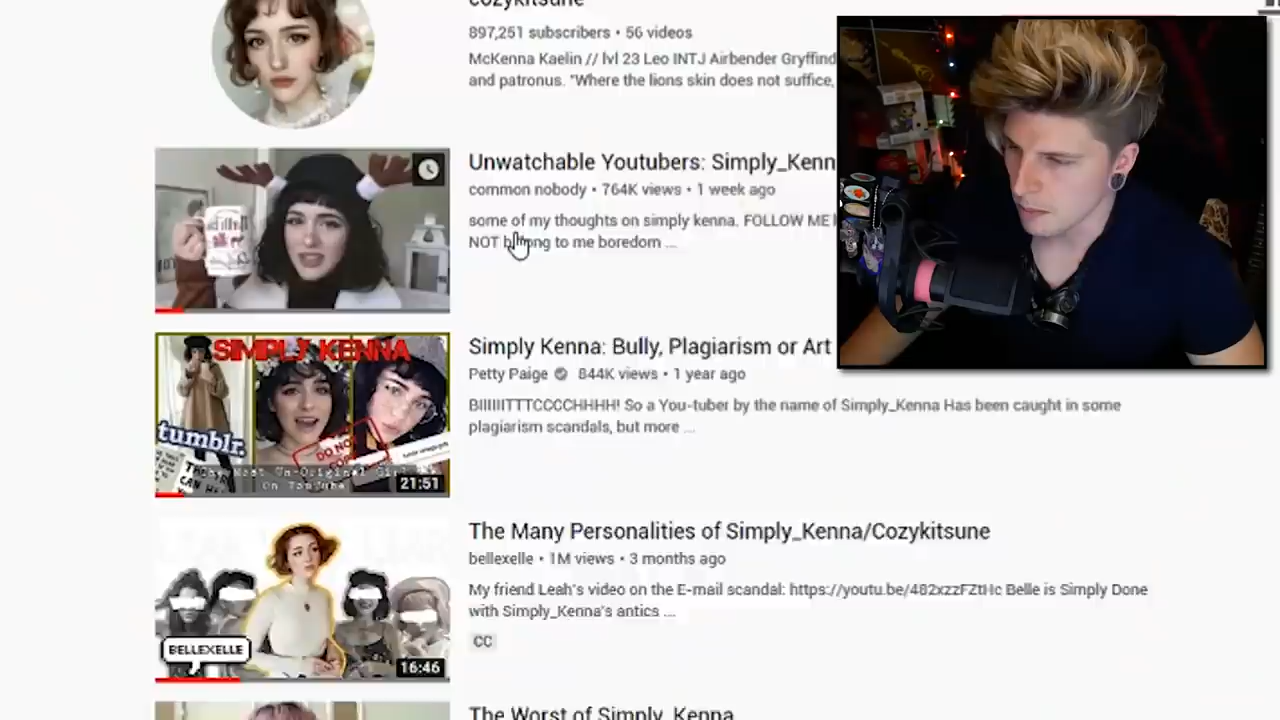 cozykitsune
897,251 subscribers • 56 videos
McKenna Kaelin // lvl 23 Leo INTJ Airbender Gryffind
and patronus. "Where the lions skin does not suffice,
Unwatchable Youtubers: Simply_Kenn
common nobody • 764K views • 1 week ago
some of my thoughts on simply kenna. FOLLOW ME
NOT belong to me boredom ...
SIMPLY KENNA
tumblr.
DO NOT
On YouTube
21:51
Simply Kenna: Bully, Plagiarism or Art
Petty Paige 844K views • 1 year ago
BIIIIIITTTCCCCHHHH! So a You-tuber by the name of Simply_Kenna Has been caught in some
plagiarism scandals, but more ...
BELLEXELLE
16:46
The Many Personalities of Simply_Kenna/Cozykitsune
bellexelle • 1M views • 3 months ago
My friend Leah's video on the E-mail scandal: https://youtu.be/482xzzFZtHc Belle is Simply Done
with Simply_Kenna's antics ...
CC
The Worst of Simply_Kenna